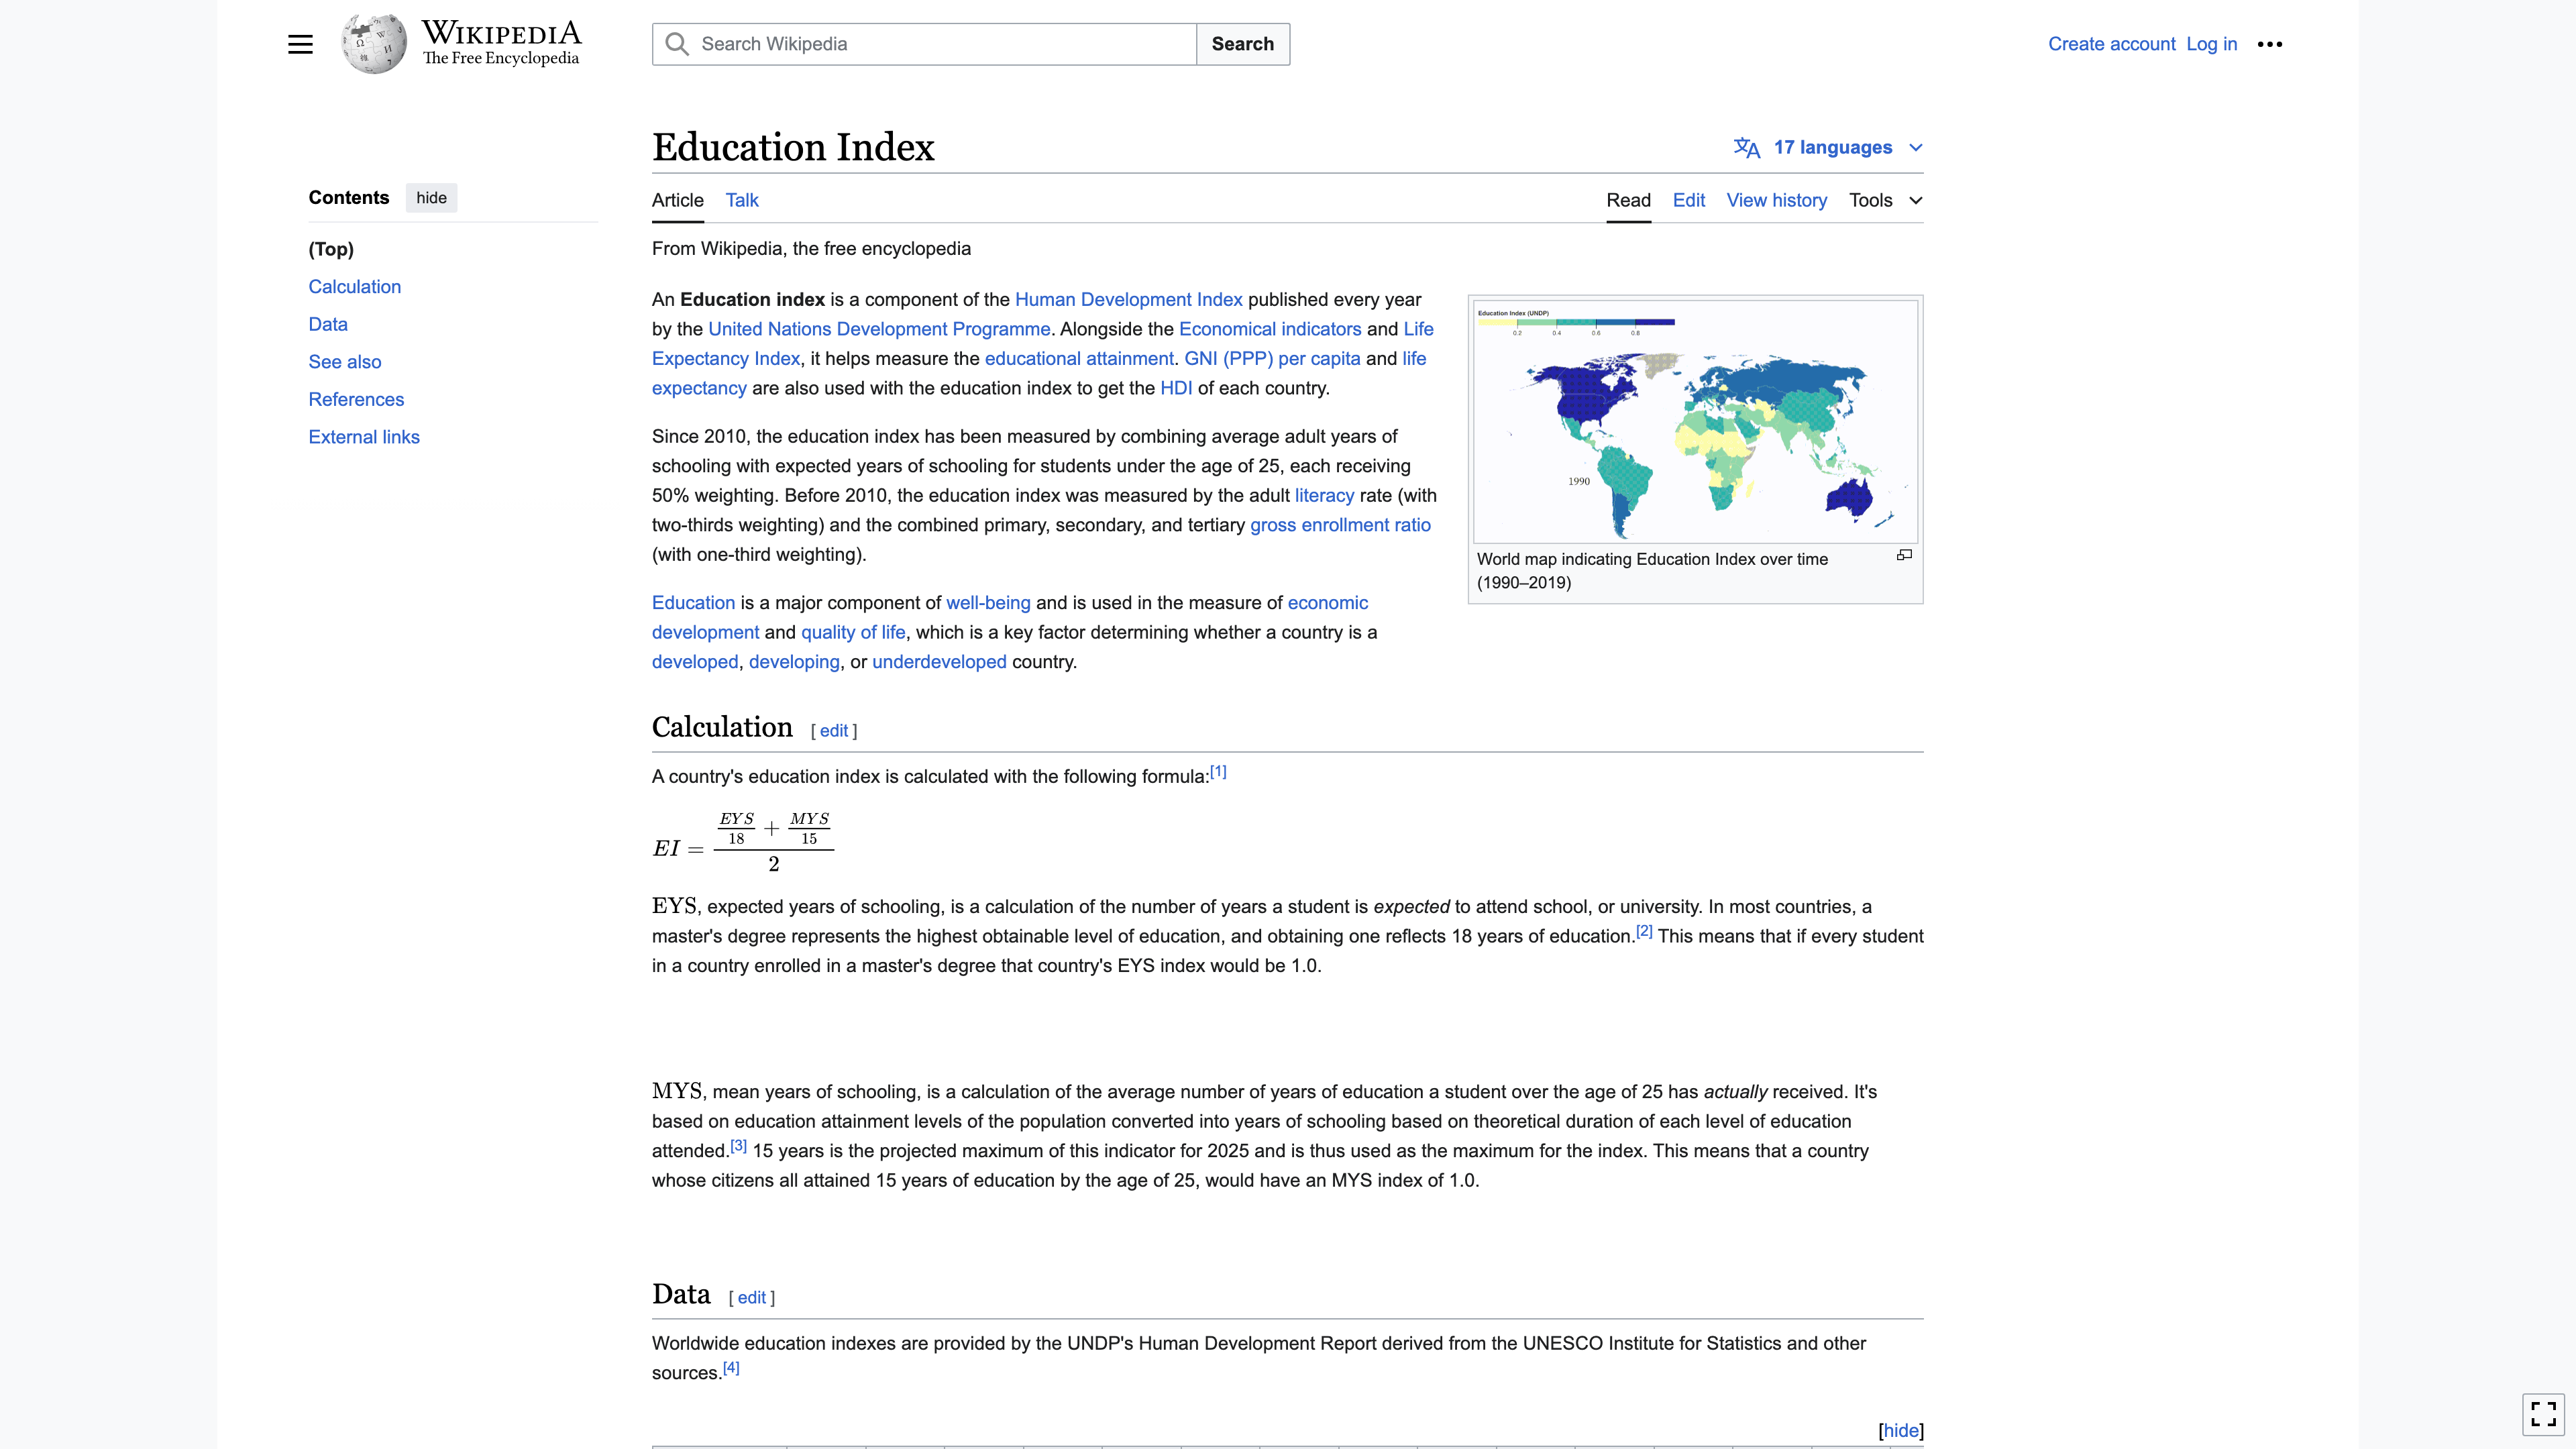 WIKIPEDIA
The Free Encyclopedia
Search Wikipedia
Search
Create account Log in
Education Index
17 languages
Contents hide
(Top)
Calculation
Data
See also
References
External links
Article Talk
Read Edit View history Tools
From Wikipedia, the free encyclopedia
An Education index is a component of the Human Development Index published every year
by the United Nations Development Programme. Alongside the Economical indicators and Life
Expectancy Index, it helps measure the educational attainment. GNI (PPP) per capita and life
expectancy are also used with the education index to get the HDI of each country.
Since 2010, the education index has been measured by combining average adult years of
schooling with expected years of schooling for students under the age of 25, each receiving
50% weighting. Before 2010, the education index was measured by the adult literacy rate (with
two-thirds weighting) and the combined primary, secondary, and tertiary gross enrollment ratio
(with one-third weighting).
Education is a major component of well-being and is used in the measure of economic
development and quality of life, which is a key factor determining whether a country is a
developed, developing, or underdeveloped country.
Education Index (UNDP)
0.2 0.4 0.6 0.8
1990
World map indicating Education Index over time
(1990–2019)
Calculation [ edit ]
A country's education index is calculated with the following formula:[1]
EYS MYS
18 + 15
EI =
2
EYS, expected years of schooling, is a calculation of the number of years a student is expected to attend school, or university. In most countries, a
master's degree represents the highest obtainable level of education, and obtaining one reflects 18 years of education.[2] This means that if every student
in a country enrolled in a master's degree that country's EYS index would be 1.0.
MYS, mean years of schooling, is a calculation of the average number of years of education a student over the age of 25 has actually received. It's
based on education attainment levels of the population converted into years of schooling based on theoretical duration of each level of education
attended.[3] 15 years is the projected maximum of this indicator for 2025 and is thus used as the maximum for the index. This means that a country
whose citizens all attained 15 years of education by the age of 25, would have an MYS index of 1.0.
Data [ edit ]
Worldwide education indexes are provided by the UNDP's Human Development Report derived from the UNESCO Institute for Statistics and other
sources.[4]
[hide]